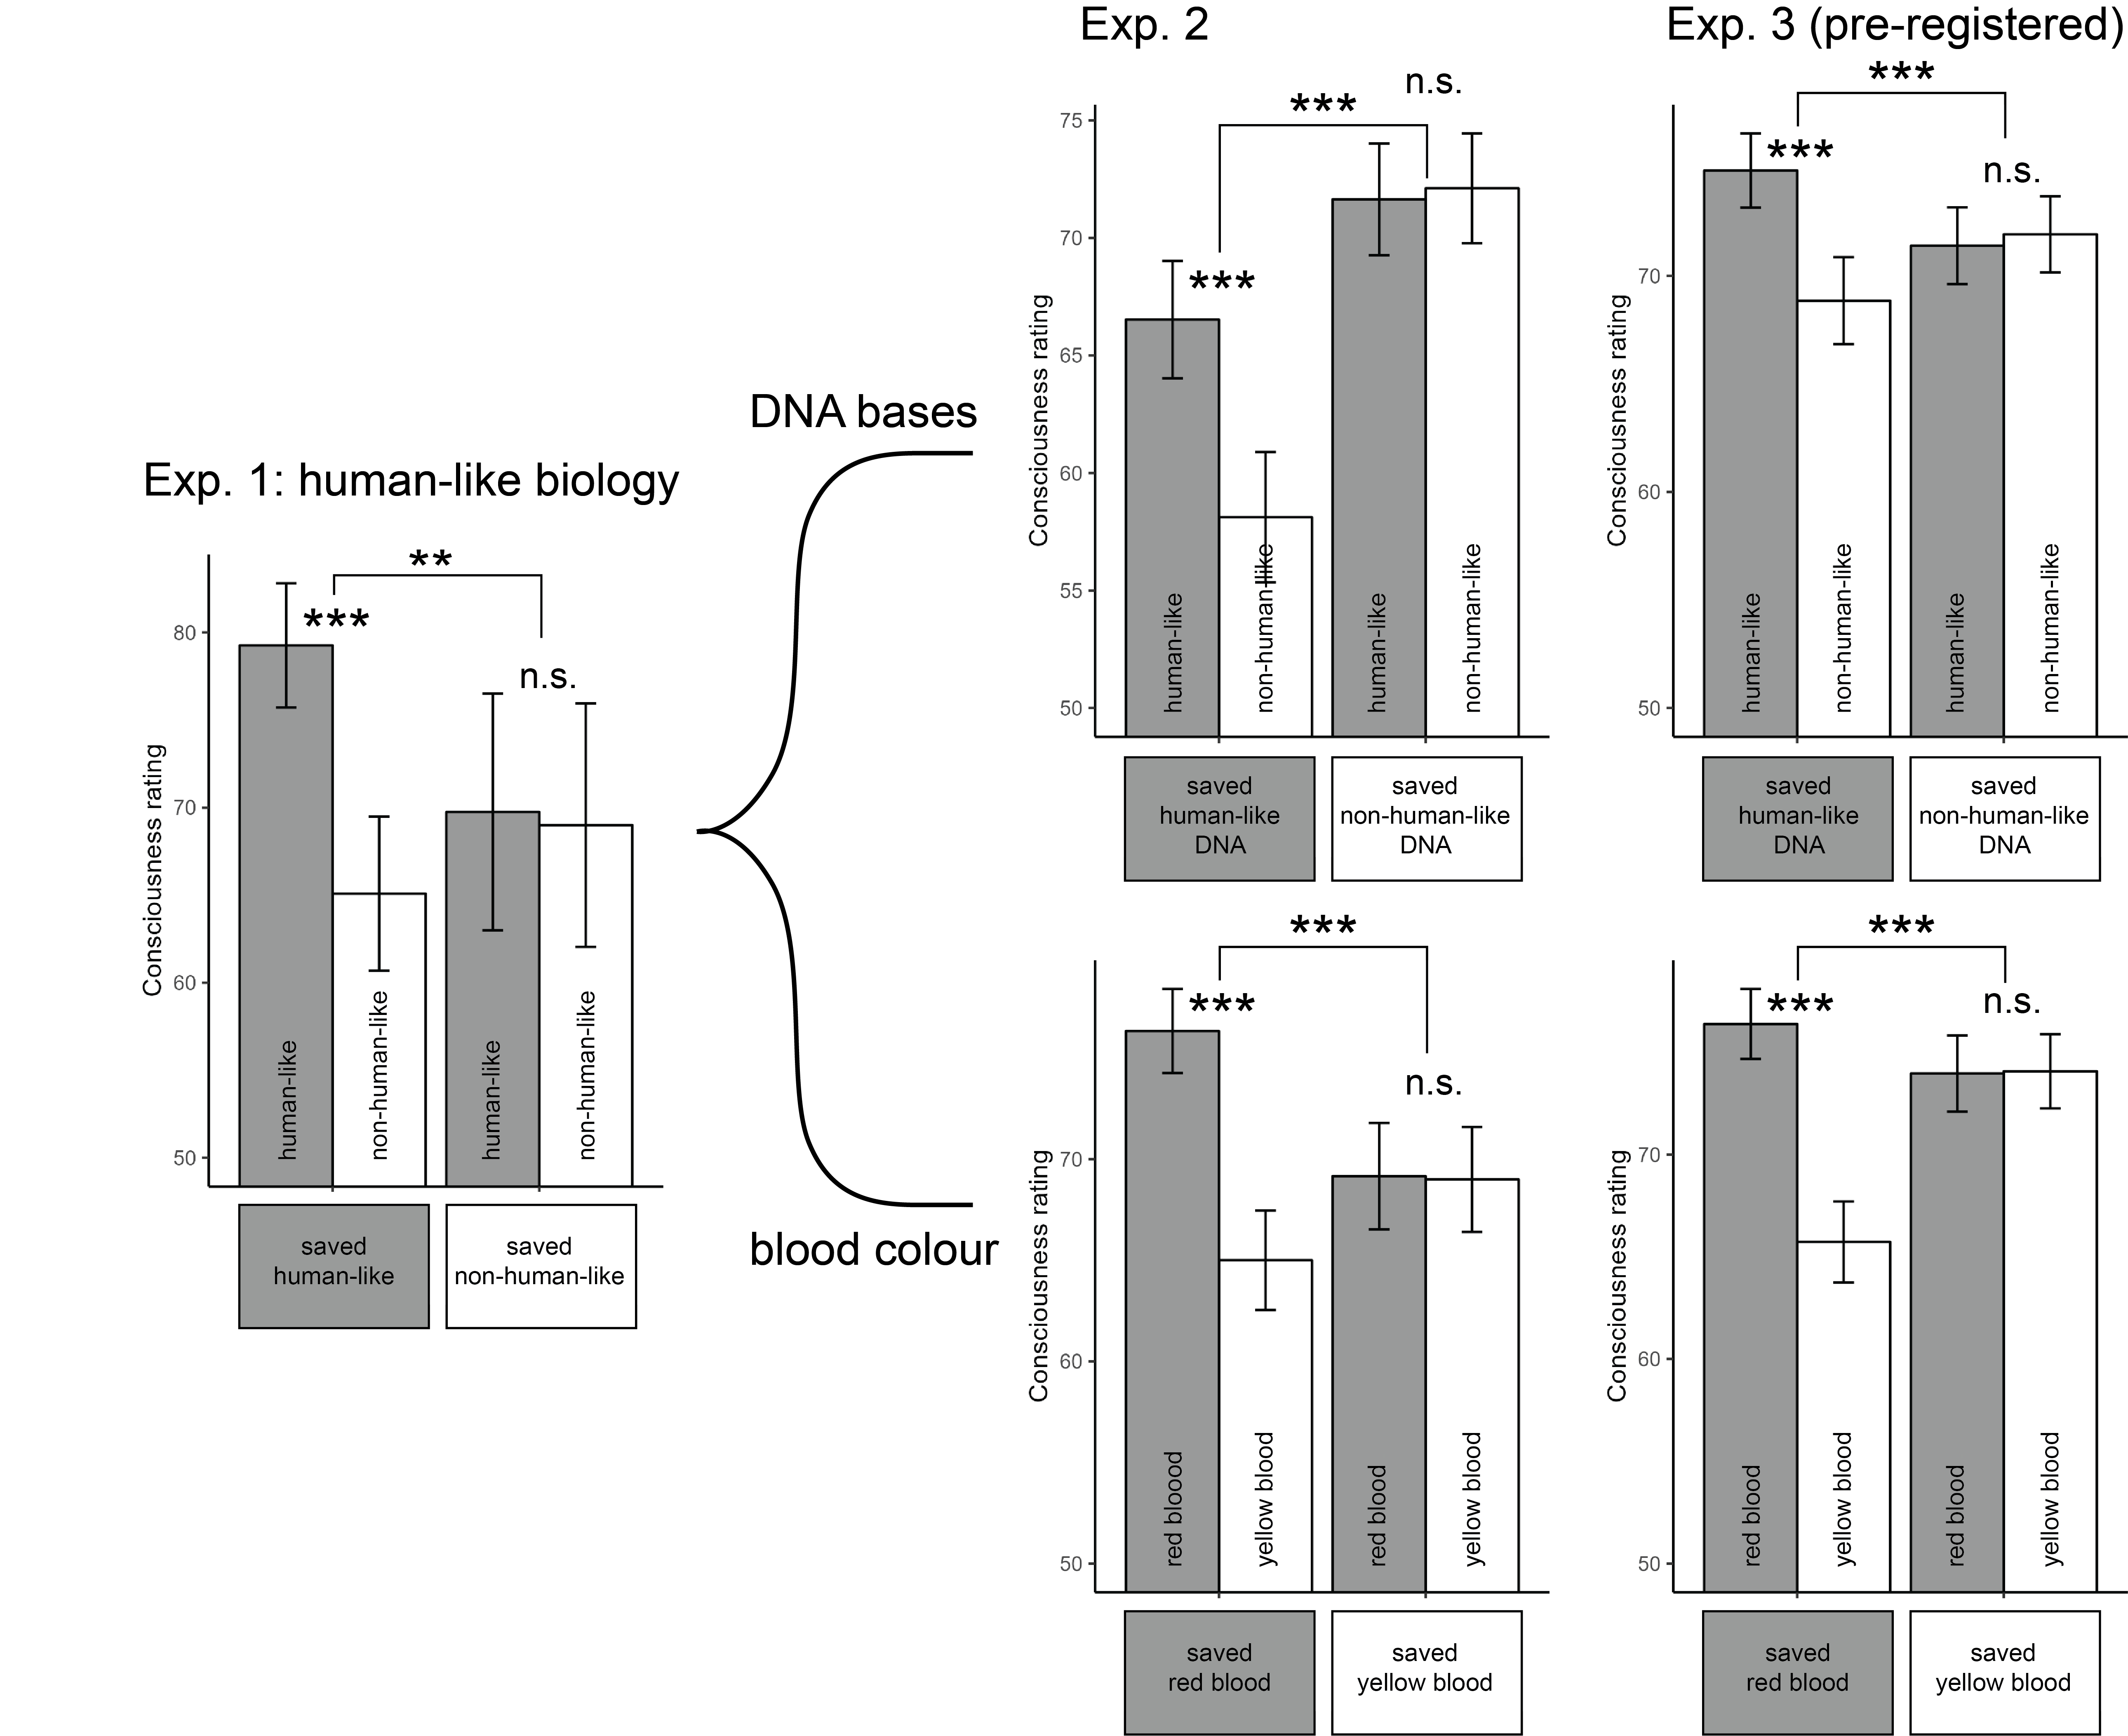 Exp. 1: human-like biology
**
***
n.s.
Consciousness rating
80
70
60
50
human-like
non-human-like
human-like
non-human-like
saved
human-like
saved
non-human-like
DNA bases
blood colour
Exp. 2
***
n.s.
***
Consciousness rating
75
70
65
60
55
50
human-like
non-human-like
human-like
non-human-like
saved
human-like
DNA
saved
non-human-like
DNA
Exp. 3 (pre-registered)
***
***
n.s.
Consciousness rating
70
60
50
human-like
non-human-like
human-like
non-human-like
saved
human-like
DNA
saved
non-human-like
DNA
***
***
n.s.
Consciousness rating
70
60
50
red bloood
yellow blood
red blood
yellow blood
saved
red blood
saved
yellow blood
***
***
n.s.
Consciousness rating
70
60
50
red blood
yellow blood
red blood
yellow blood
saved
red blood
saved
yellow blood